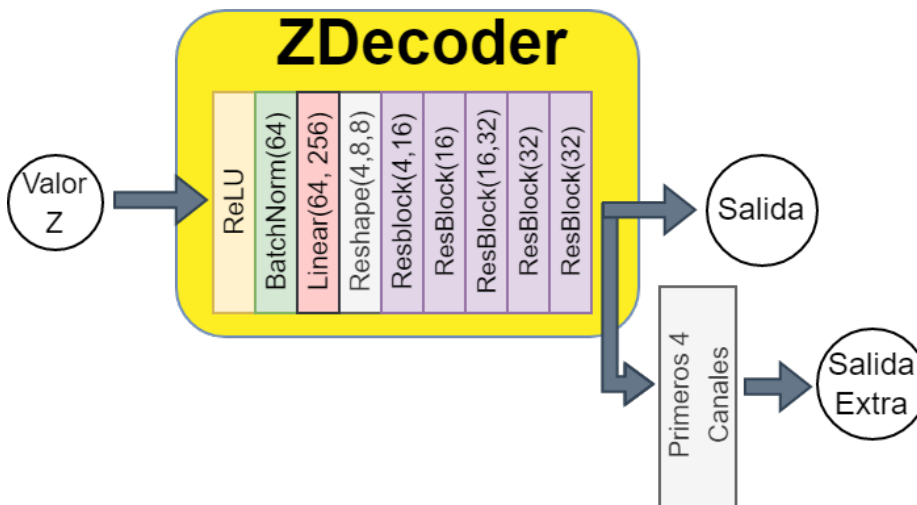 ZDecoder
Valor
Z
ReLU
BatchNorm(64)
Linear(64, 256)
Reshape(4,8,8)
Resblock(4,16)
ResBlock(16)
ResBlock(16,32)
ResBlock(32)
ResBlock(32)
Salida
Primeros 4
Canales
Salida
Extra